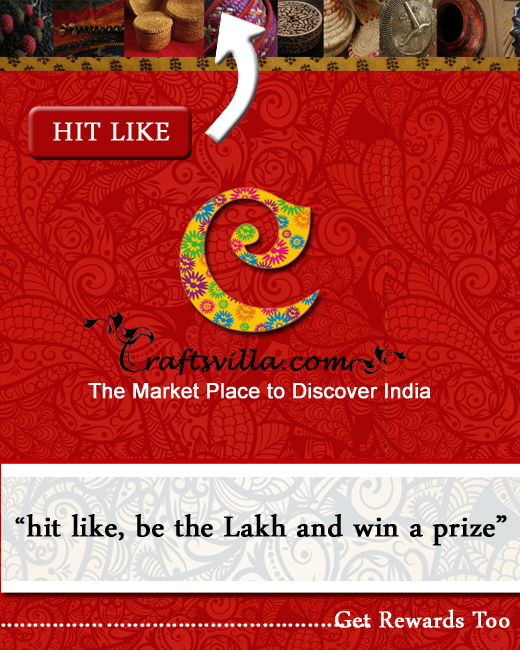 HIT LIKE
Craftsvilla.com
The Market Place to Discover India
“hit like, be the Lakh and win a prize”
Get Rewards Too